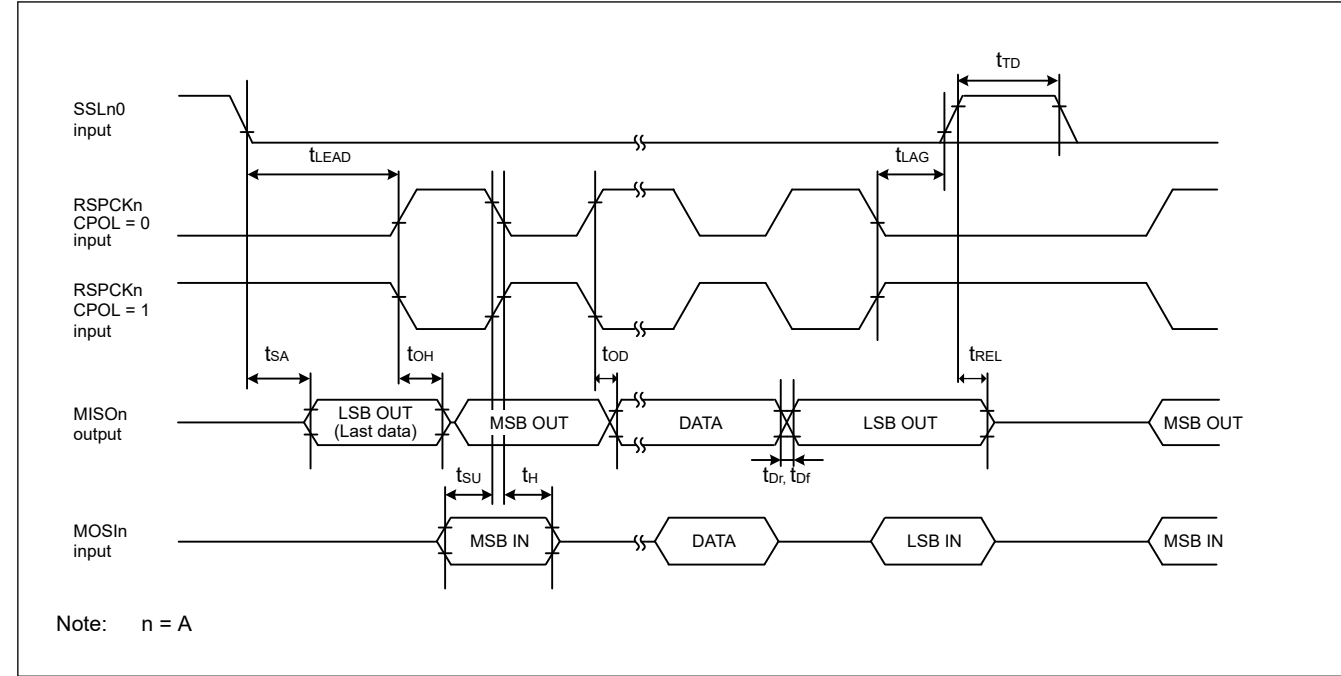 tTD
SSLn0
input
tLEAD
tLAG
RSPCKn
CPOL = 0
input
RSPCKn
CPOL = 1
input
tSA
tOH
tOD
tREL
MISOn
output
LSB OUT
(Last data)
MSB OUT
DATA
LSB OUT
MSB OUT
tSU
tH
tDr, tDf
MOSIn
input
MSB IN
DATA
LSB IN
MSB IN
Note: n = A